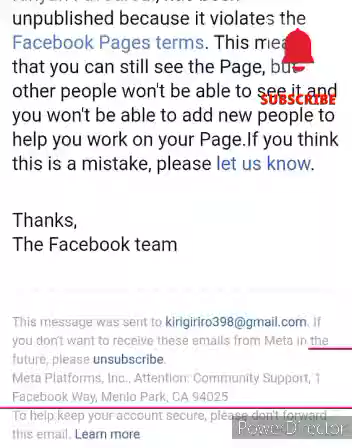 unpublished because it violates the
Facebook Pages terms. This mea
that you can still see the Page, but
other people won't be able to see it and
SUBSCRIBE
you won't be able to add new people to
help you work on your Page.If you think
this is a mistake, please let us know.
Thanks,
The Facebook team
This message was sent to kirigiriro398@gmail.com. If
you don't want to receive these emails from Meta in the
future, please unsubscribe.
Meta Platforms, Inc., Attention: Community Support, 1
Facebook Way, Menlo Park, CA 94025
To help keep your account secure, please don't forward
this email. Learn more
PowerDirector